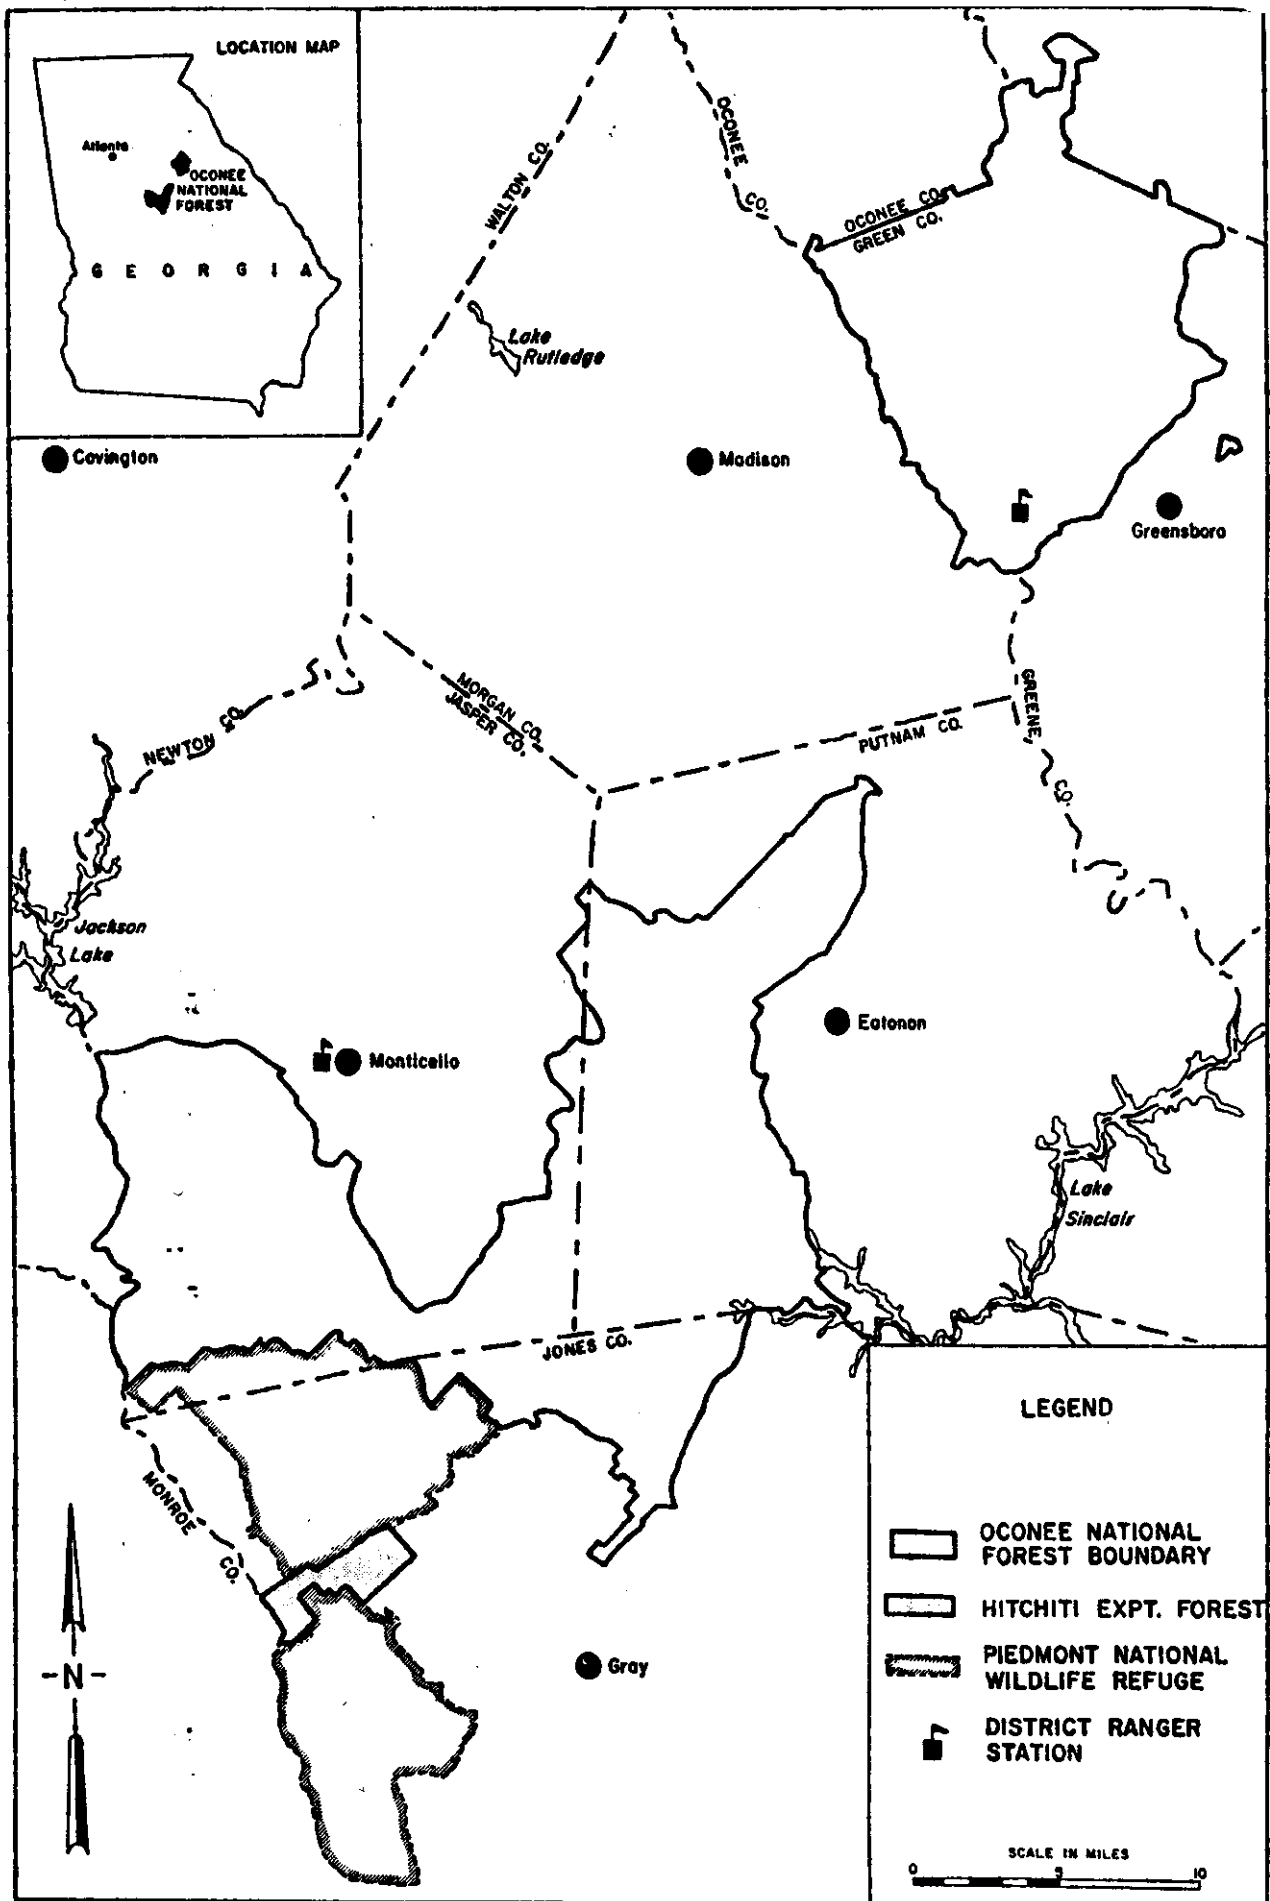 LOCATION MAP
Atlanta
OCONEE
NATIONAL
FOREST
GEORGIA
WALTON CO.
OCONEE CO.
OCONEE CO.
GREEN CO.
Lake
Rutledge
Covington
Madison
Greensboro
MORGAN CO.
JASPER CO.
NEWTON CO.
PUTNAM CO.
GREENE, CO.
Jackson
Lake
Monticello
Eatonon
Lake
Sinclair
JONES CO.
MONROE CO.
Gray
N
LEGEND
OCONEE NATIONAL
FOREST BOUNDARY
HITCHITI EXPT. FOREST
PIEDMONT NATIONAL
WILDLIFE REFUGE
DISTRICT RANGER
STATION
SCALE IN MILES
0 5 10